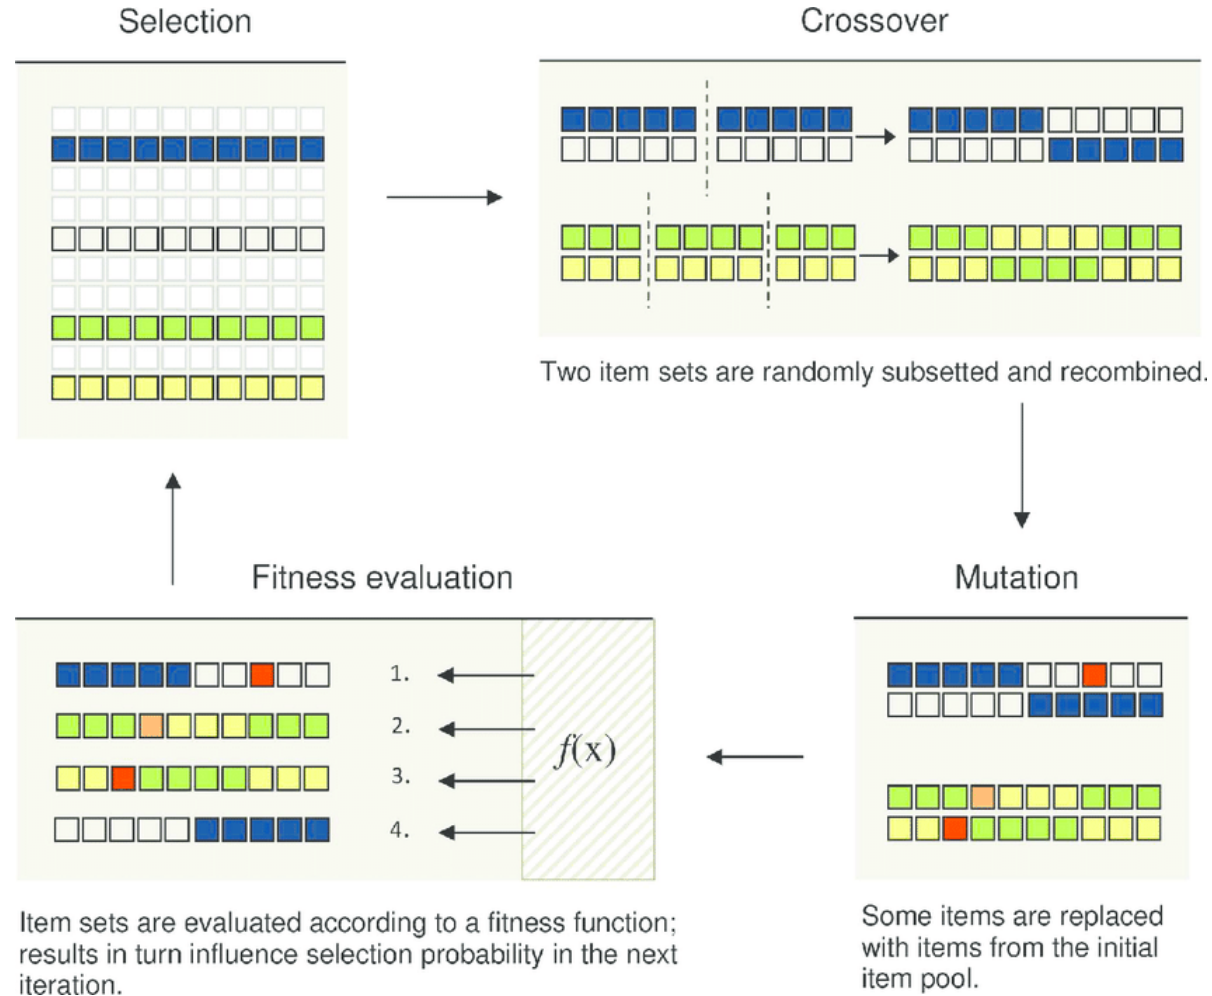 Selection
Crossover
Two item sets are randomly subsetted and recombined.
Fitness evaluation
Mutation
1.
2.
3.
4.
f(x)
Item sets are evaluated according to a fitness function;
results in turn influence selection probability in the next
iteration.
Some items are replaced
with items from the initial
item pool.